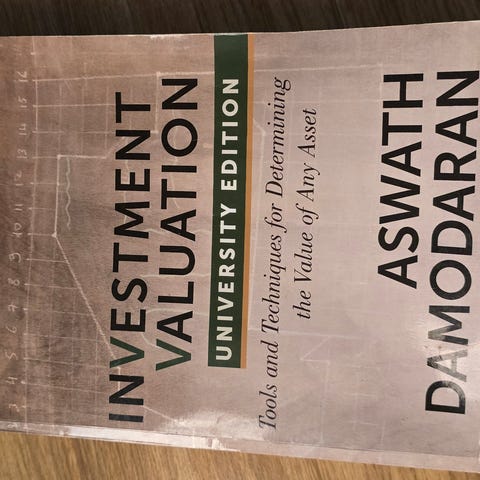 INVESTMENT
VALUATION
UNIVERSITY EDITION
Tools and Techniques for Determining
the Value of Any Asset
ASWATH
DAMODARAN